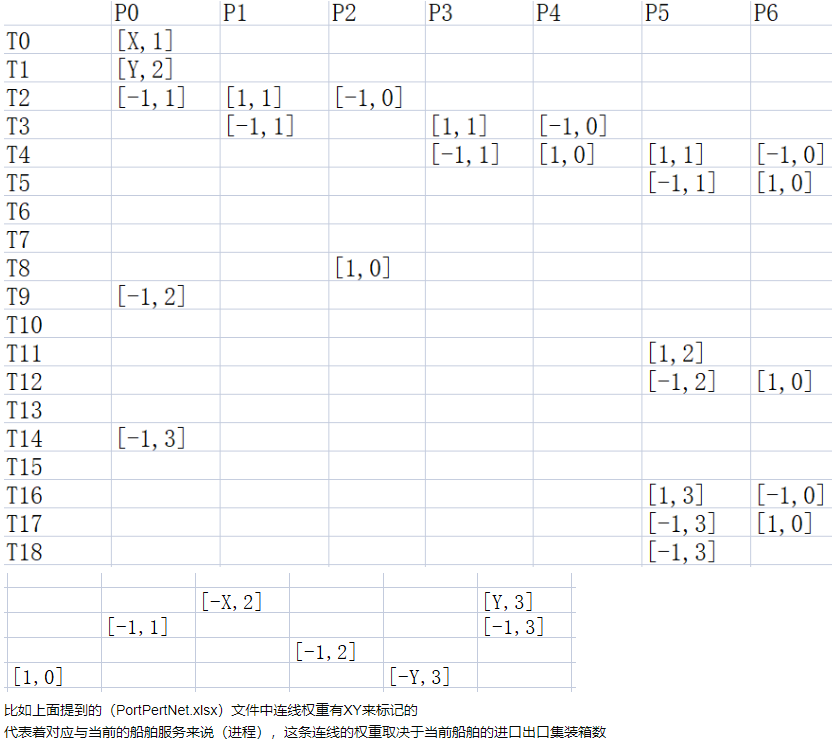 P0 P1 P2 P3 P4 P5 P6
T0 [X,1]
T1 [Y,2]
T2 [-1,1] [1,1] [-1,0]
T3 [-1,1] [1,1] [-1,0]
T4 [-1,1] [1,0] [1,1] [-1,0]
T5 [-1,1] [1,0]
T6
T7
T8 [1,0]
T9 [-1,2]
T10
T11 [1,2]
T12 [-1,2] [1,0]
T13
T14 [-1,3]
T15
T16 [1,3] [-1,0]
T17 [-1,3] [1,0]
T18 [-1,3]
[-X,2] [Y,3]
[-1,1] [-1,3]
[-1,2]
[1,0] [-Y,3]
比如上面提到的（PortPertNet.xlsx）文件中连线权重有XY来标记的
代表着对应与当前的船舶服务来说（进程），这条连线的权重取决于当前船舶的进口出口集装箱数